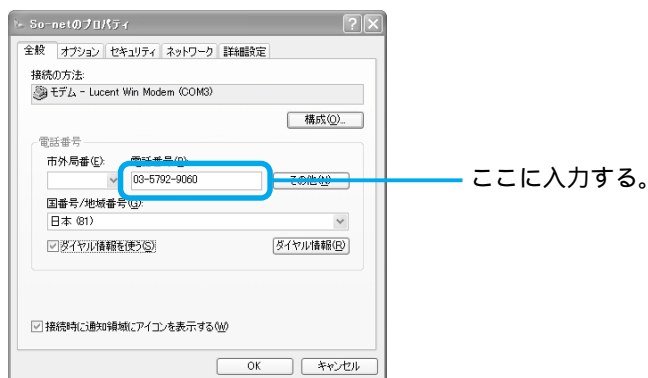 So-netのプロパティ
全般 オプション セキュリティ ネットワーク 詳細設定
接続の方法:
モデム - Lucent Win Modem (COM3)
構成(O)...
電話番号
市外局番(E): 電話番号(P):
03-5792-9060 その他(N)
ここに入力する。
国番号/地域番号(G):
日本 (81)
ダイヤル情報を使う(S) ダイヤル情報(R)
接続時に通知領域にアイコンを表示する(W)
OK キャンセル